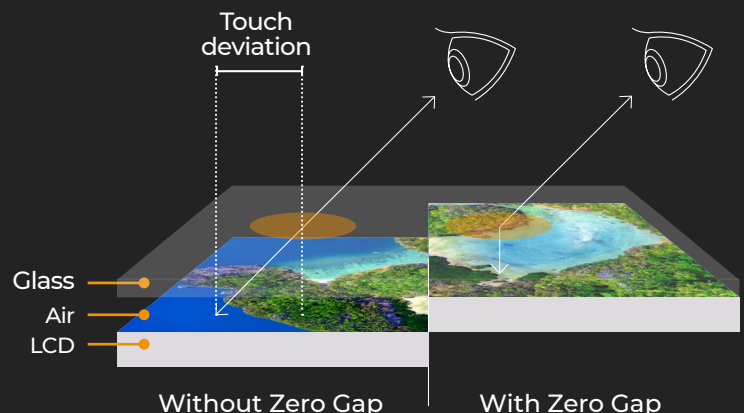 Touch
deviation
Glass
Air
LCD
Without Zero Gap
With Zero Gap